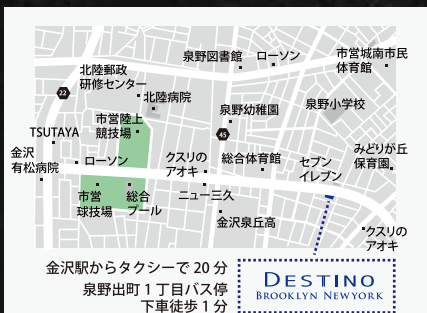 泉野図書館
ローソン
市営城南市民
体育館
北陸郵政
研修センター
22
北陸病院
泉野幼稚園
泉野小学校
市営陸上
競技場
45
TSUTAYA
金沢
有松病院
ローソン
クスリの
アオキ
総合体育館
セブン
イレブン
みどりが丘
保育園
市営
球技場
総合
プール
ニュー三久
金沢泉丘高
クスリの
アオキ
金沢駅からタクシーで20分
泉野出町1丁目バス停
下車徒歩1分
DESTINO
BROOKLYN NEWYORK